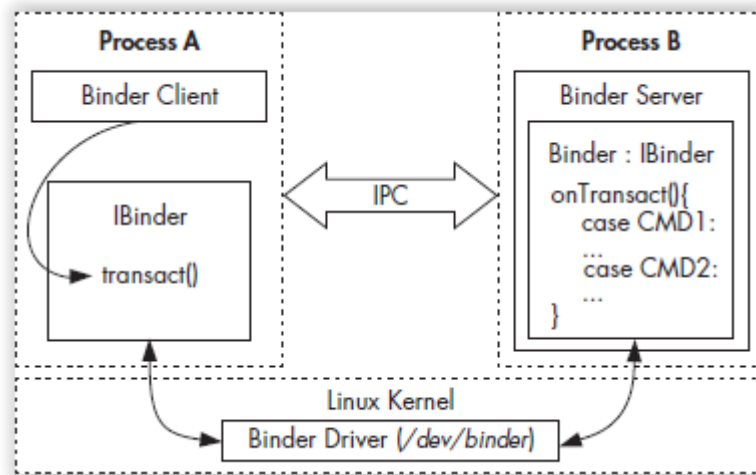 Process A
Binder Client
IBinder
transact()
IPC
Process B
Binder Server
Binder : IBinder
onTransact(){
case CMD1:
...
case CMD2:
...
}
Linux Kernel
Binder Driver (/dev/binder)